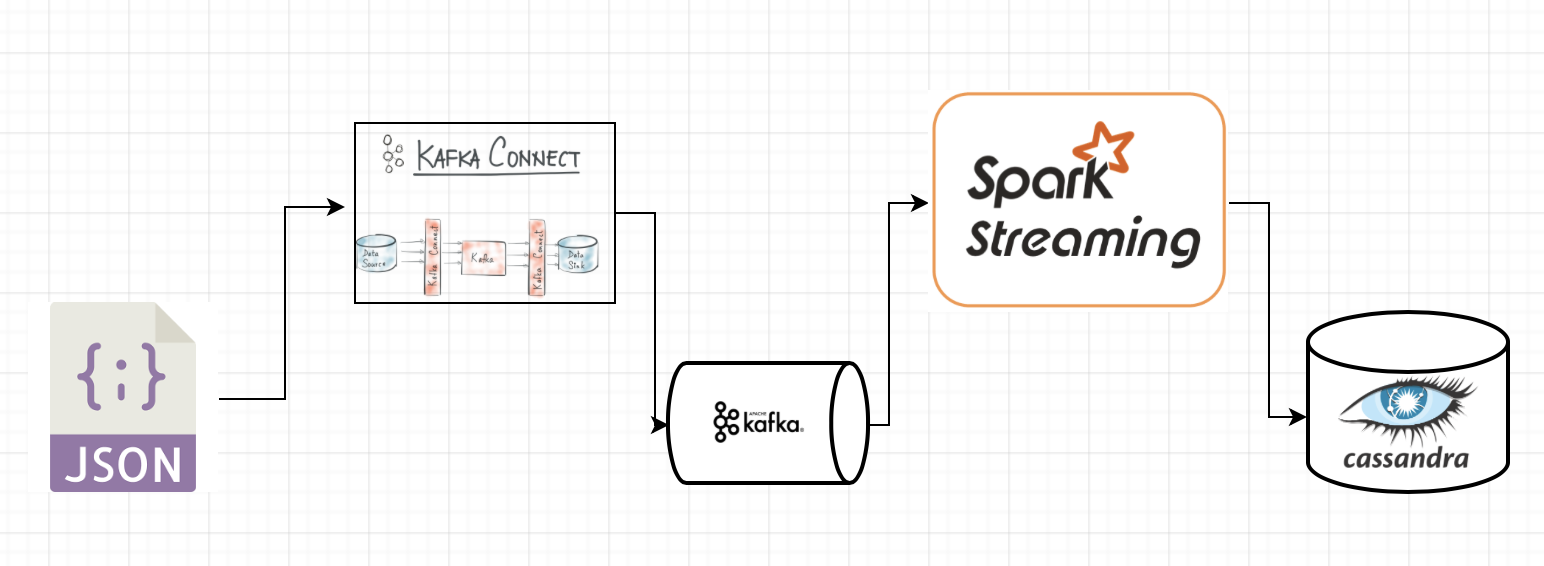 {;}
JSON
KAFKA CONNECT
Data
Source
Kafka Connect
Kafka
Kafka Connect
Data
Sink
APACHE
kafka®
Spark
Streaming
cassandra